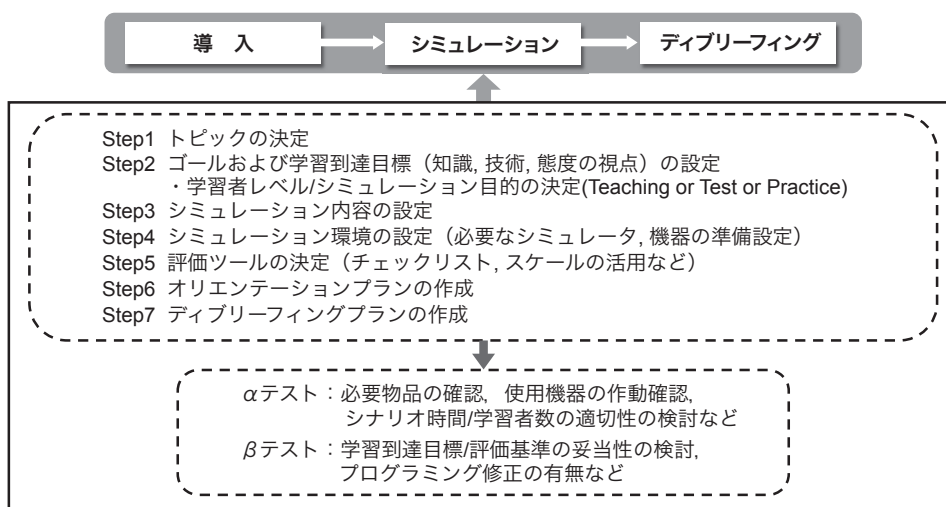 導 入
シミュレーション
ディブリーフィング
Step1 トピックの決定
Step2 ゴールおよび学習到達目標（知識, 技術, 態度の視点）の設定
・学習者レベル/シミュレーション目的の決定(Teaching or Test or Practice)
Step3 シミュレーション内容の設定
Step4 シミュレーション環境の設定（必要なシミュレータ, 機器の準備設定）
Step5 評価ツールの決定（チェックリスト, スケールの活用など）
Step6 オリエンテーションプランの作成
Step7 ディブリーフィングプランの作成
αテスト：必要物品の確認, 使用機器の作動確認,
シナリオ時間/学習者数の適切性の検討など
βテスト：学習到達目標/評価基準の妥当性の検討,
プログラミング修正の有無など